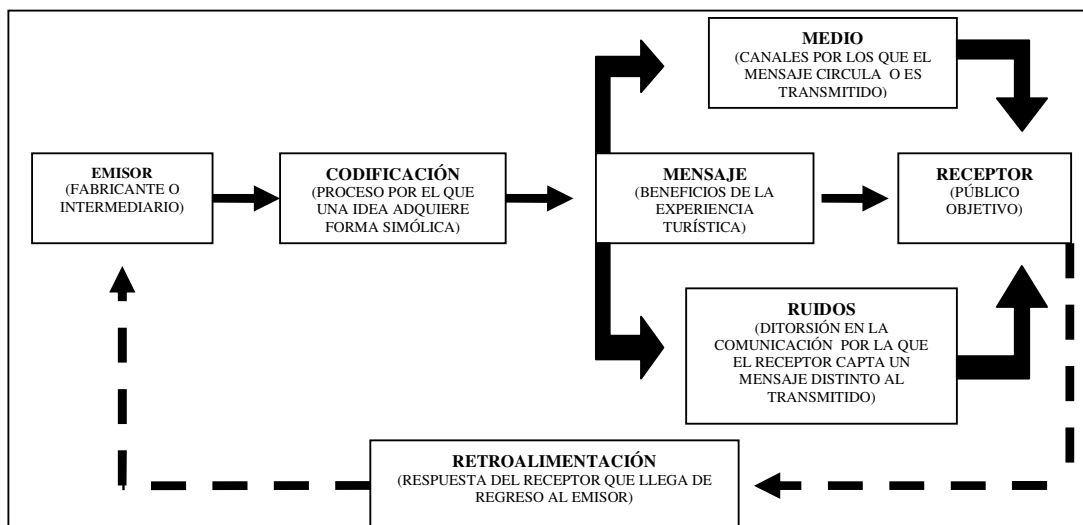 MEDIO
(CANALES POR LOS QUE EL
MENSAJE CIRCULA O ES
TRANSMITIDO)
EMISOR
(FABRICANTE O
INTERMEDIARIO)
CODIFICACIÓN
(PROCESO POR EL QUE
UNA IDEA ADQUIERE
FORMA SIMÓLICA)
MENSAJE
(BENEFICIOS DE LA
EXPERIENCIA
TURÍSTICA)
RECEPTOR
(PÚBLICO
OBJETIVO)
RUIDOS
(DITORSIÓN EN LA
COMUNICACIÓN POR LA QUE
EL RECEPTOR CAPTA UN
MENSAJE DISTINTO AL
TRANSMITIDO)
RETROALIMENTACIÓN
(RESPUESTA DEL RECEPTOR QUE LLEGA DE
REGRESO AL EMISOR)